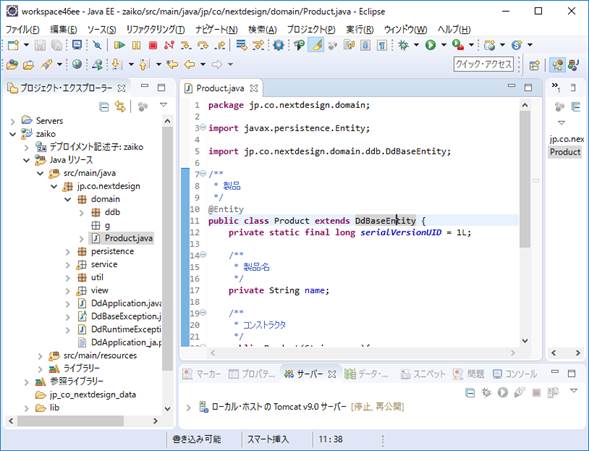 workspace46ee - Java EE - zaiko/src/main/java/jp/co/nextdesign/domain/Product.java - Eclipse
ファイル(F) 編集(E) ソース(S) リファクタリング(T) ナビゲート(N) 検索(A) プロジェクト(P) 実行(R) ウィンドウ(W) ヘルプ(H)
クイック・アクセス
プロジェクト・エクスプローラー
Servers
zaiko
デプロイメント記述子: zaiko
Java リソース
src/main/java
jp.co.nextdesign
domain
ddb
g
Product.java
persistence
service
util
view
DdApplication.java
DdBaseException.j
DdRuntimeExcept
DdApplication_ja.p
src/main/resources
ライブラリー
参照ライブラリー
jp_co_nextdesign_data
lib
Product.java
1 package jp.co.nextdesign.domain;
2
3 import javax.persistence.Entity;
4
5 import jp.co.nextdesign.domain.ddb.DdBaseEntity;
6
7 /**
8 * 製品
9 */
10 @Entity
11 public class Product extends DdBaseEntity {
12 private static final long serialVersionUID = 1L;
13
14 /**
15 * 製品名
16 */
17 private String name;
18
19 /**
20 * コンストラクタ
21 */
jp.co.nex
Product
マーカー プロパティ... サーバー データ・... スニペット 問題 コンソール
ローカル・ホスト の Tomcat v9.0 サーバー [停止, 再公開]
書き込み可能 スマート挿入 11 : 38